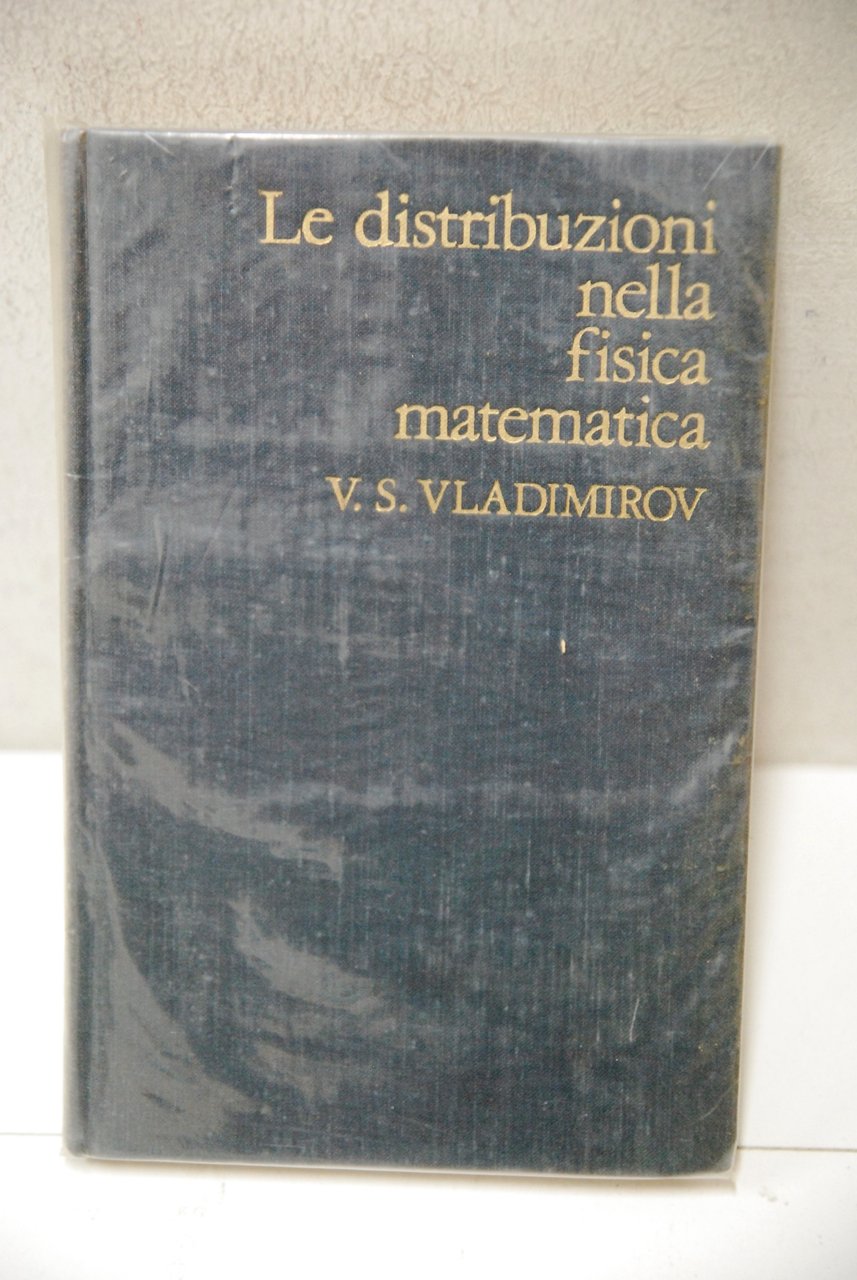 Le distribuzioni
nella
fisica
matematica
V. S. VLADIMIROV